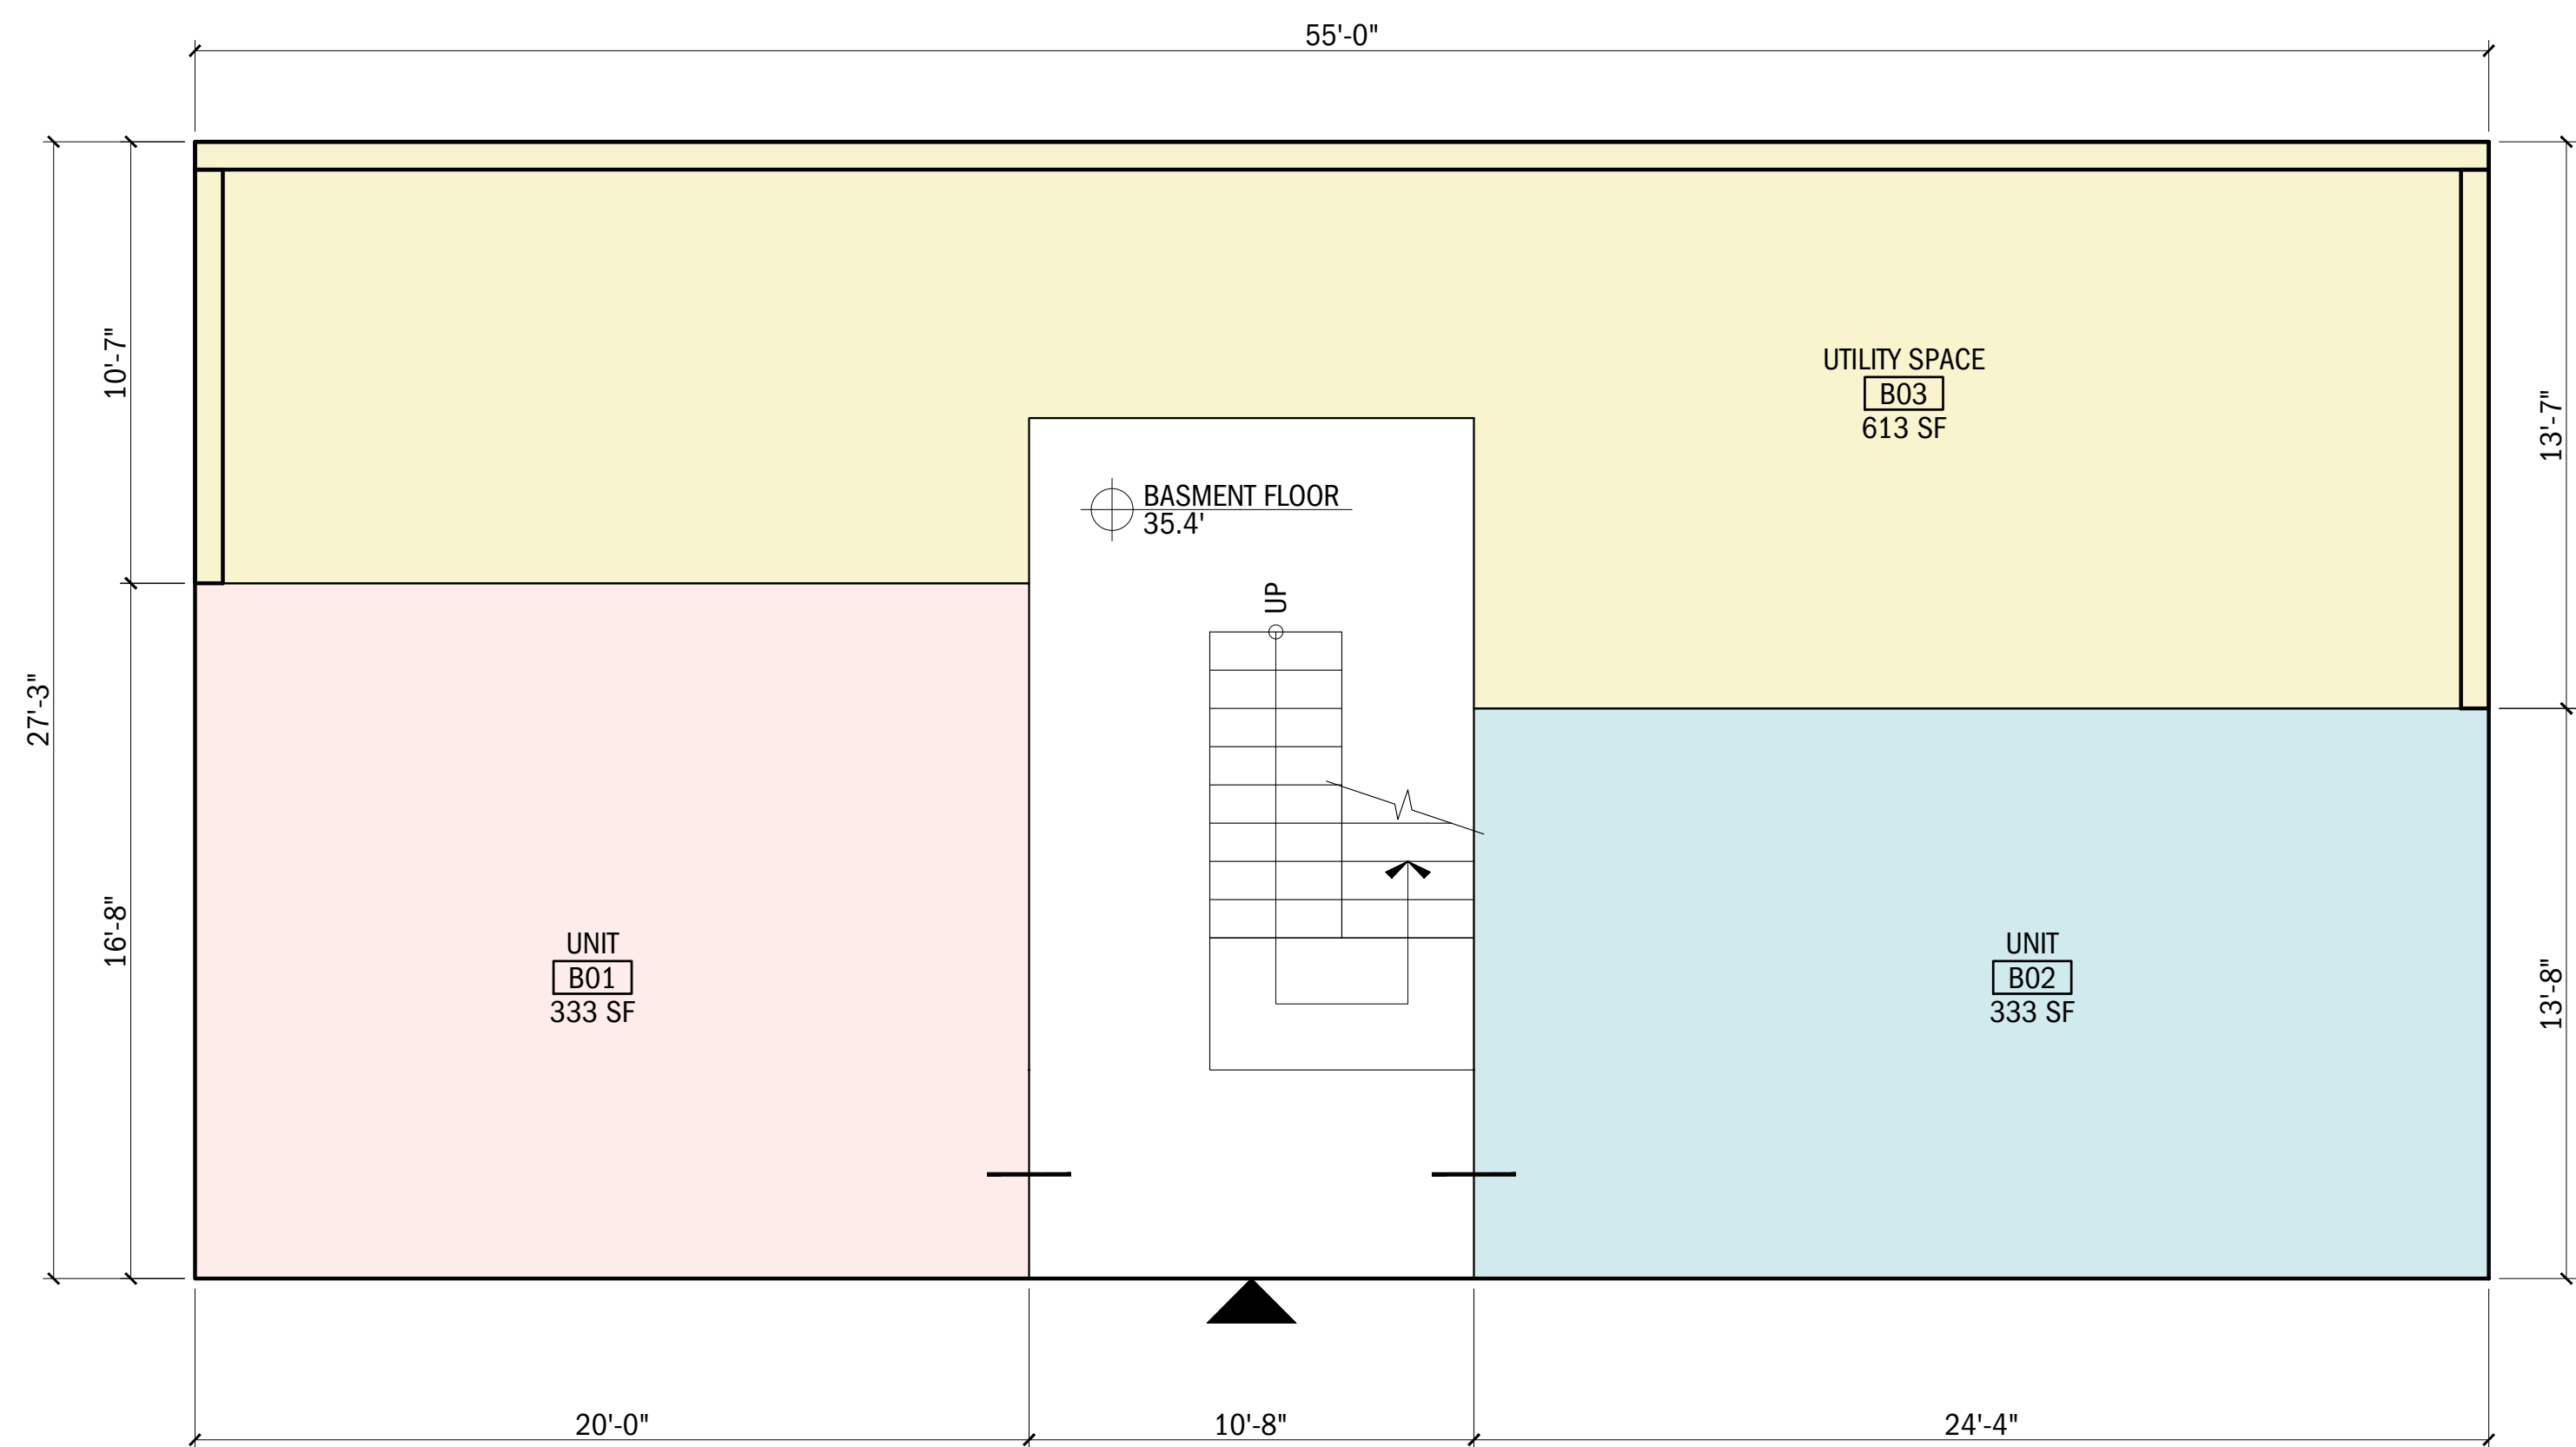 55'-0"
10'-7"
27'-3"
16'-8"
UTILITY SPACE
B03
613 SF
13'-7"
BASMENT FLOOR
35.4'
UP
UNIT
B01
333 SF
UNIT
B02
333 SF
13'-8"
20'-0"
10'-8"
24'-4"